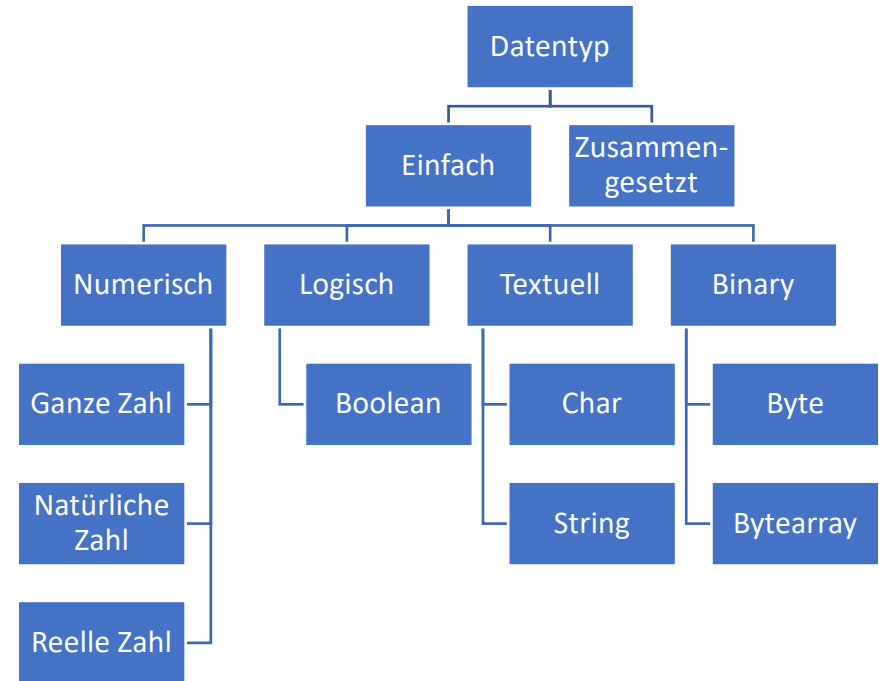 Datentyp
Einfach
Zusammen-
gesetzt
Numerisch
Logisch
Textuell
Binary
Ganze Zahl
Boolean
Char
Byte
Natürliche
Zahl
String
Bytearray
Reelle Zahl